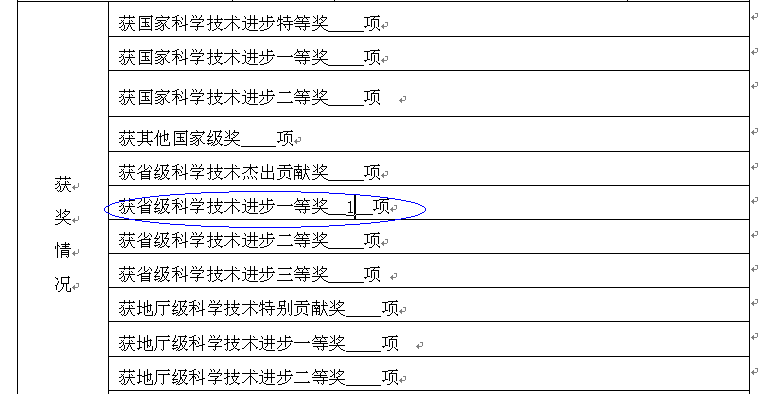 获国家科学技术进步特等奖____项
获国家科学技术进步一等奖____项
获国家科学技术进步二等奖____项
获其他国家级奖____项
获省级科学技术杰出贡献奖____项
获省级科学技术进步一等奖__1__项
获省级科学技术进步二等奖____项
获省级科学技术进步三等奖____项
获地厅级科学技术特别贡献奖____项
获地厅级科学技术进步一等奖____项
获地厅级科学技术进步二等奖____项
获
奖
情
况